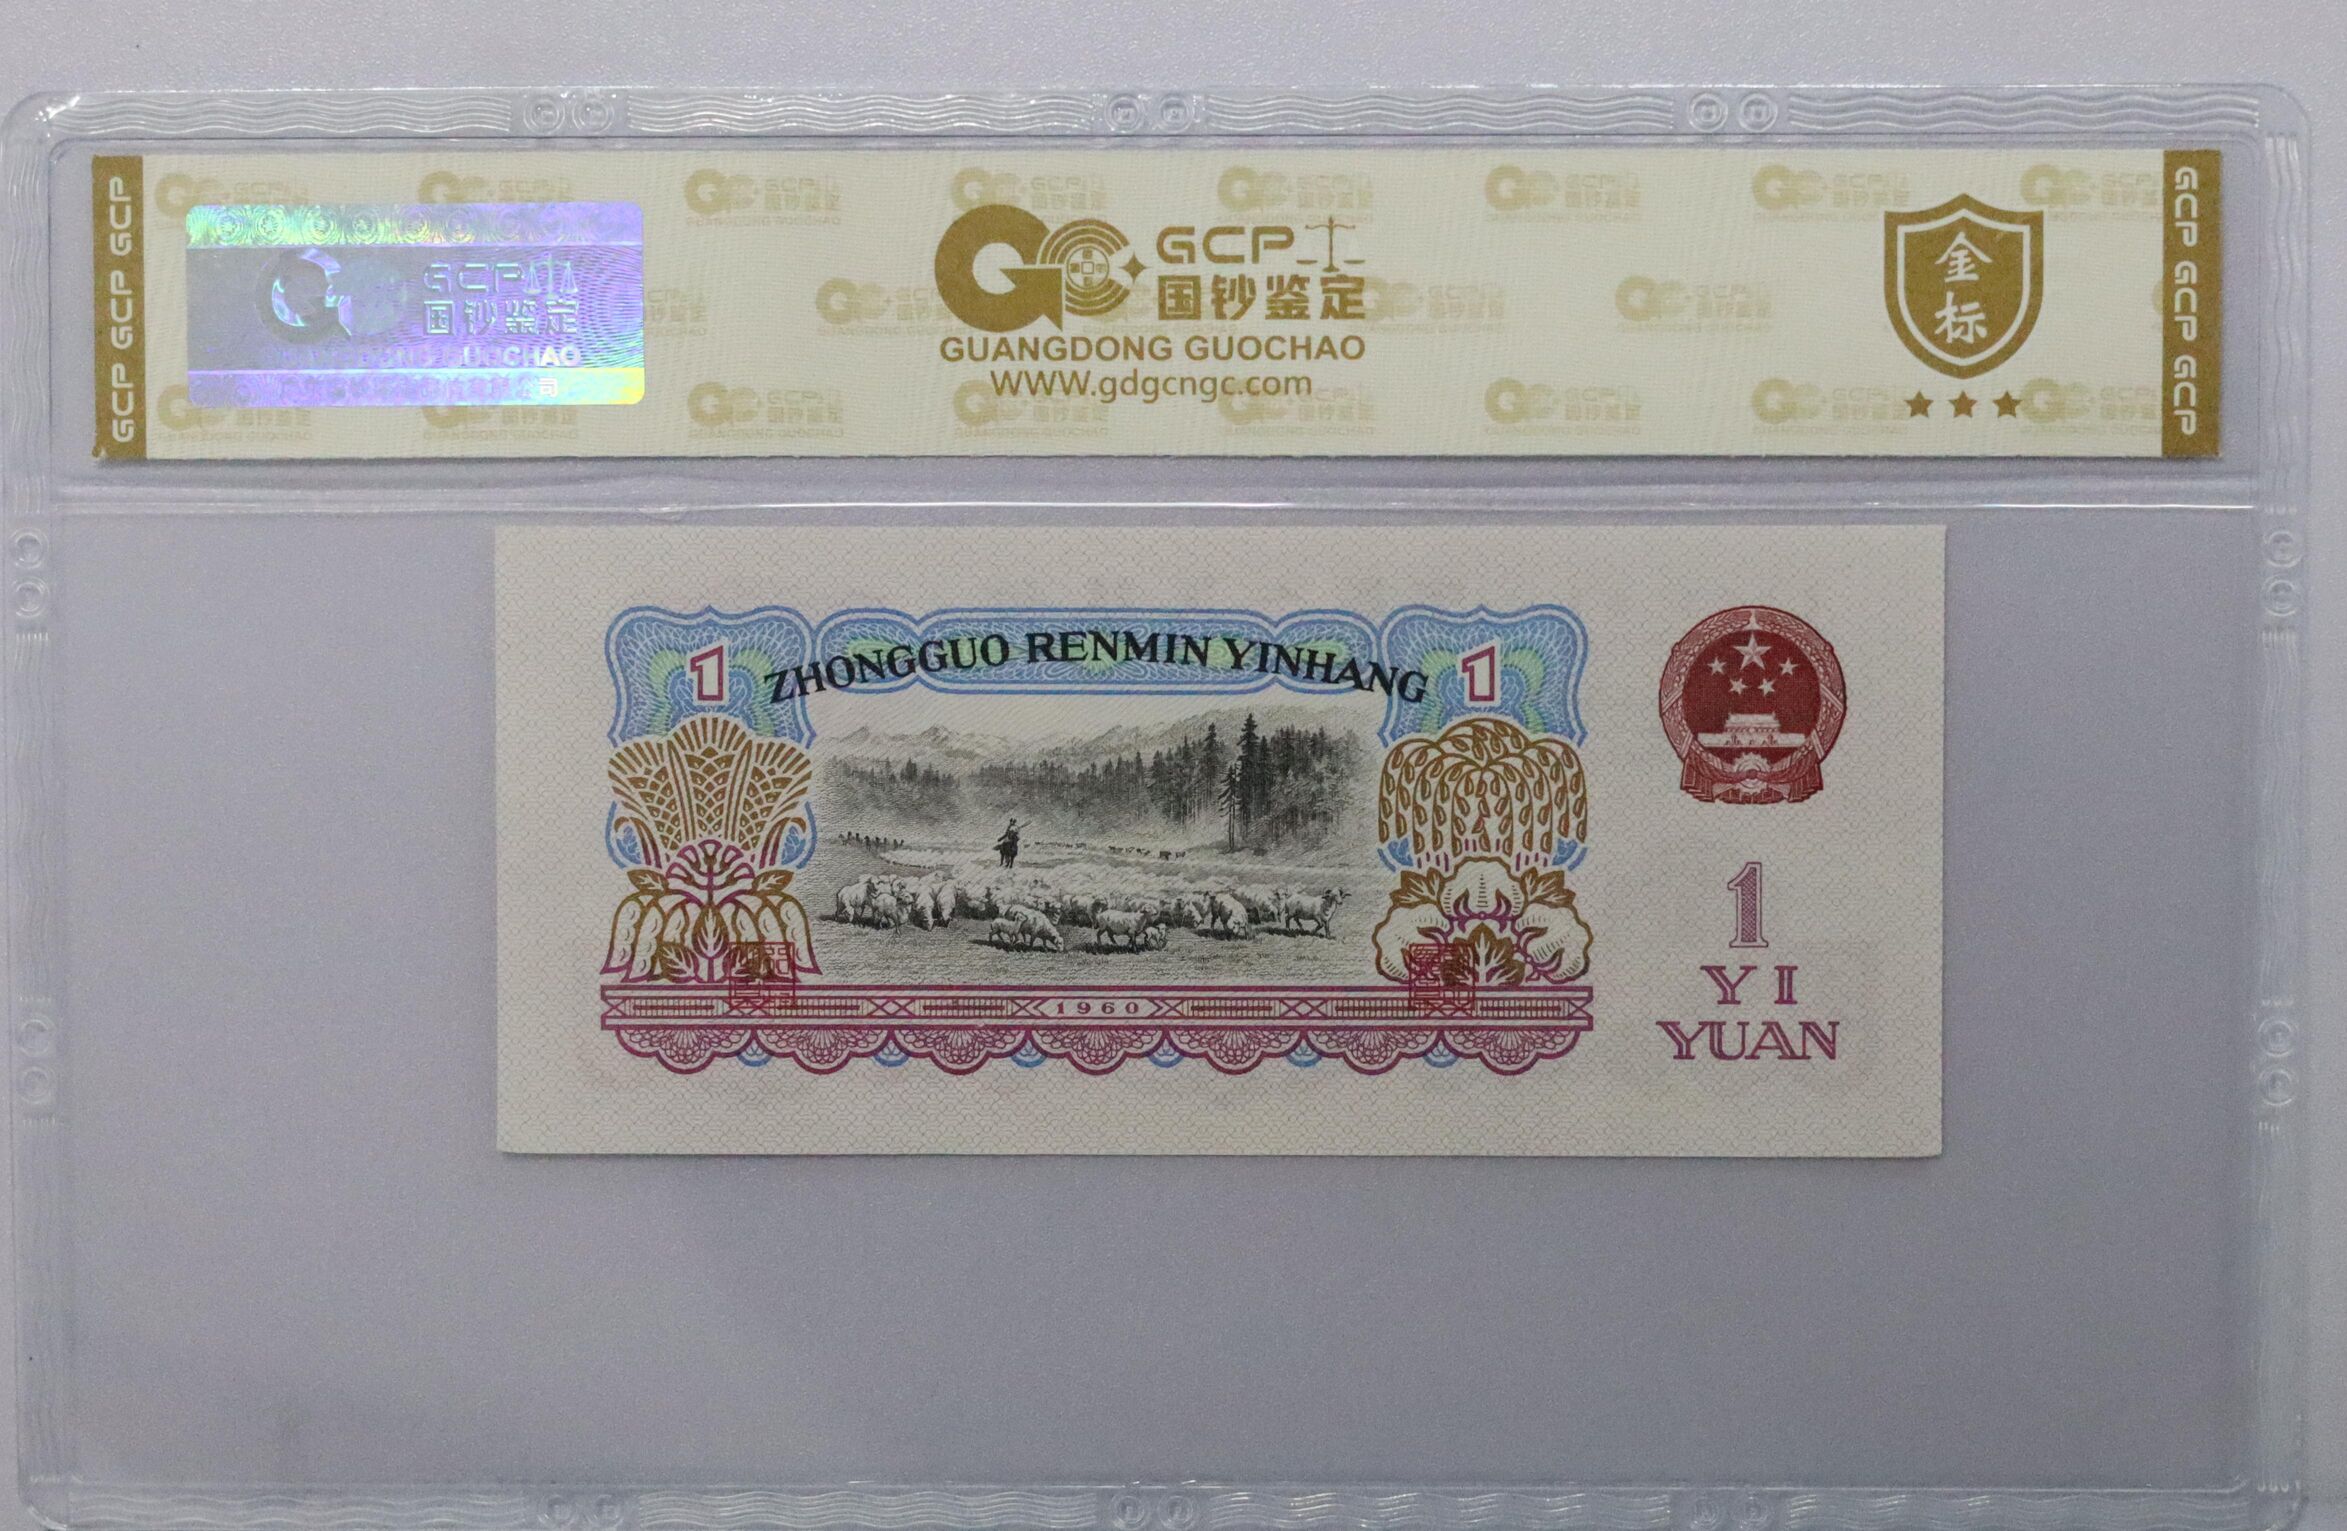 GCP GCP GCP
GCP
国钞鉴定
GUANGDONG GUOCHAO
GCP
国钞鉴定
GUANGDONG GUOCHAO
WWW.gdgcngc.com
金标
GCP GCP GCP
ZHONGGUO RENMIN YINHANG
1
1
1960
1
YI
YUAN